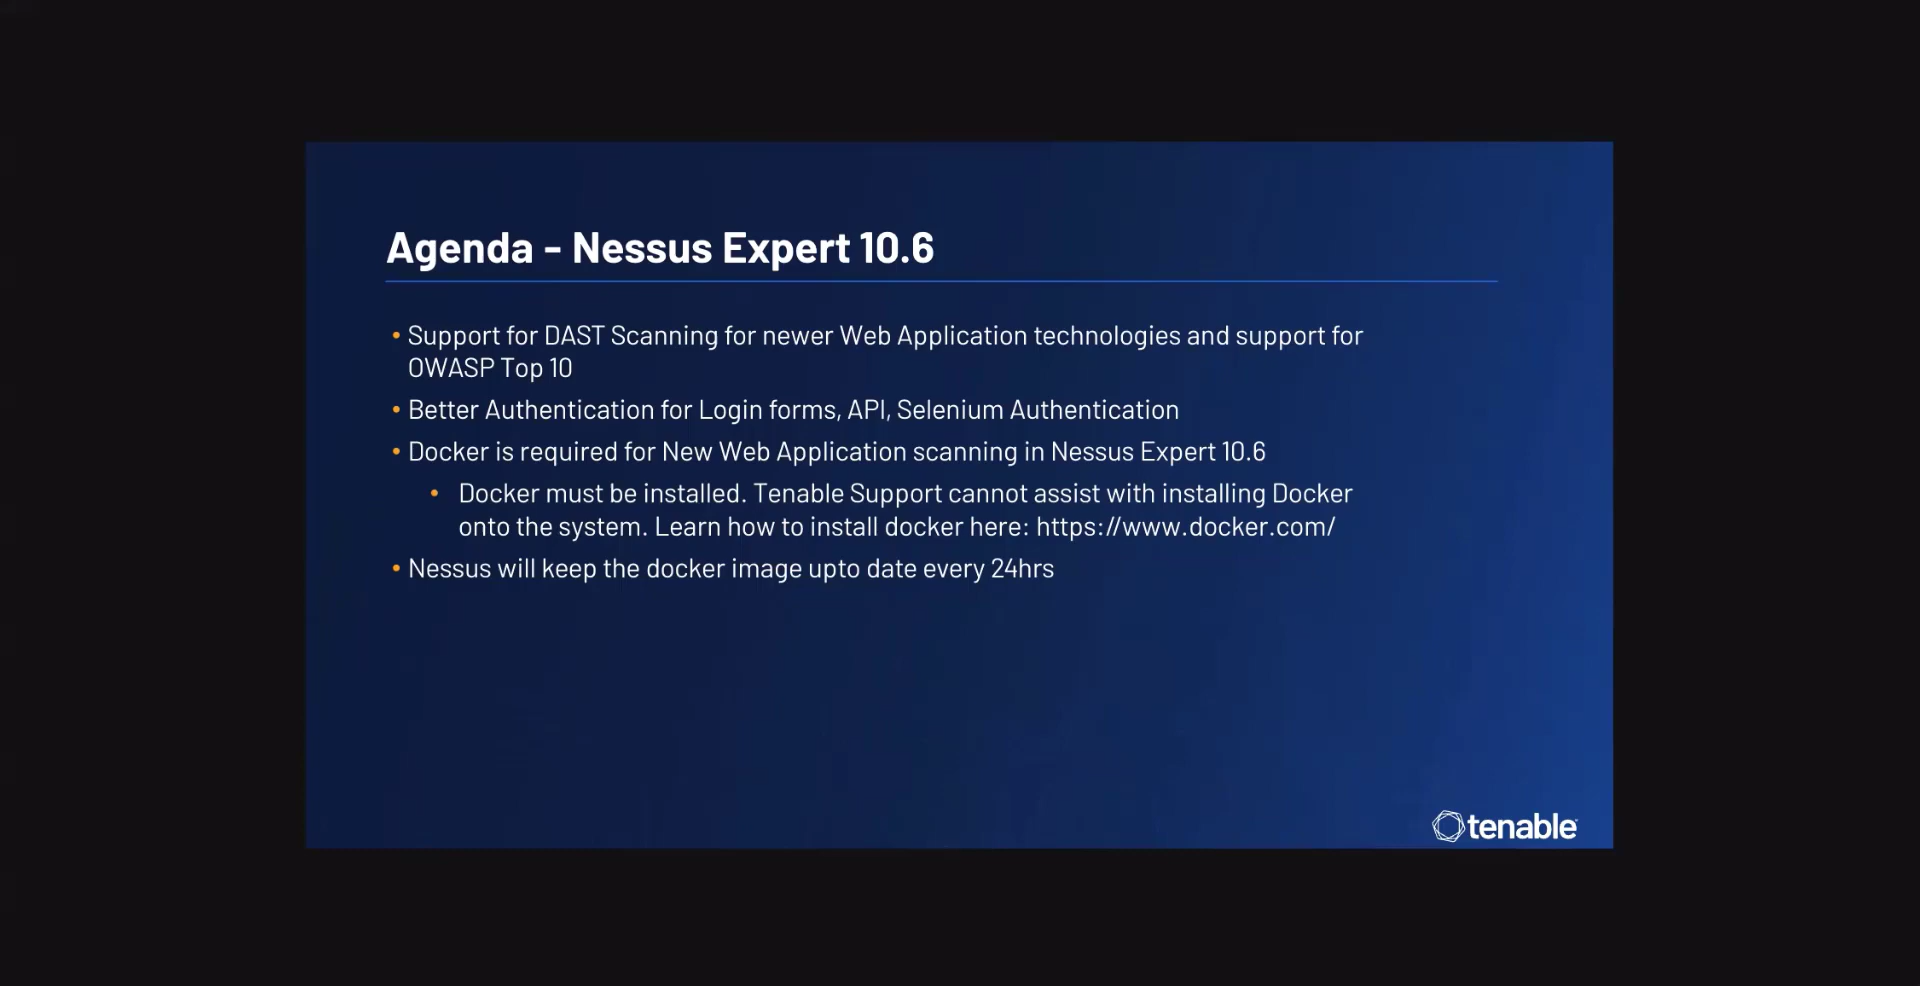 Agenda - Nessus Expert 10.6
• Support for DAST Scanning for newer Web Application technologies and support for
OWASP Top 10
• Better Authentication for Login forms, API, Selenium Authentication
• Docker is required for New Web Application scanning in Nessus Expert 10.6
• Docker must be installed. Tenable Support cannot assist with installing Docker
onto the system. Learn how to install docker here: https://www.docker.com/
• Nessus will keep the docker image upto date every 24hrs
tenable